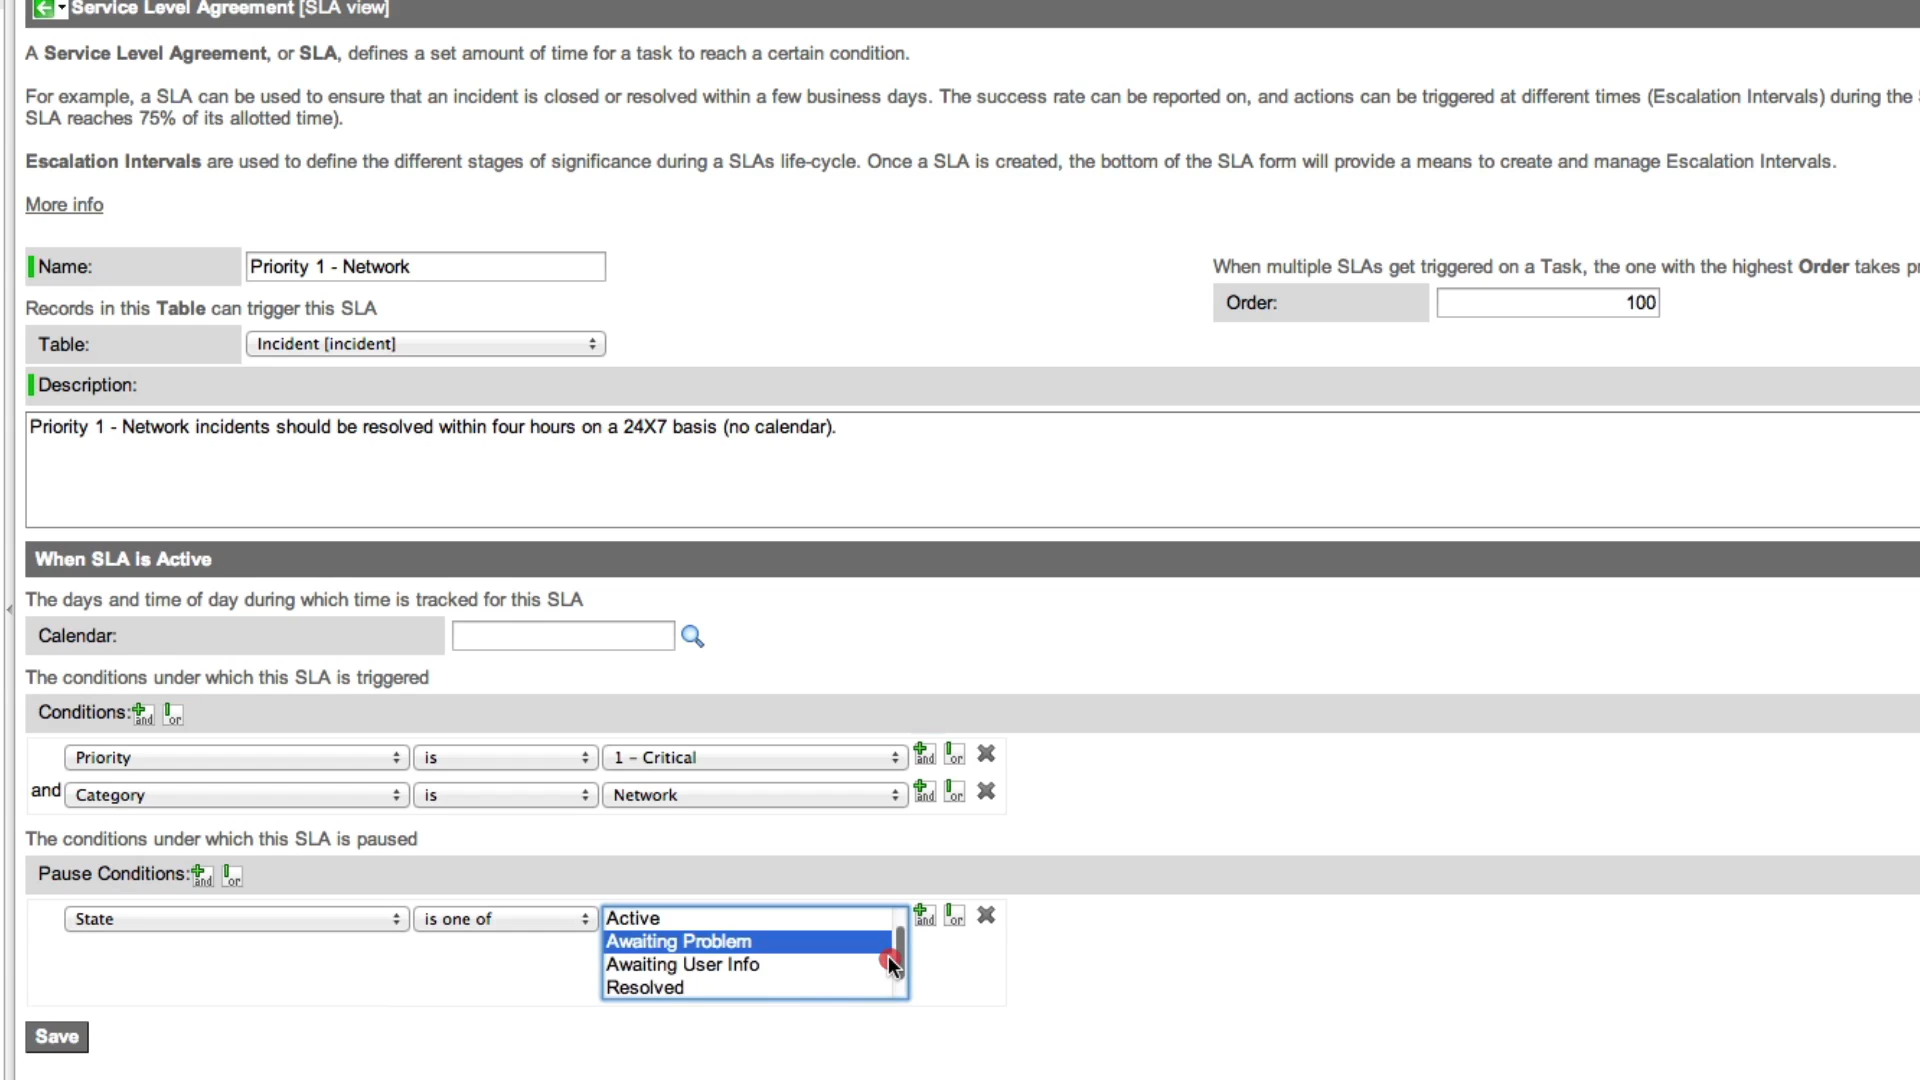 Service Level Agreement [SLA view]
A Service Level Agreement, or SLA, defines a set amount of time for a task to reach a certain condition.
For example, a SLA can be used to ensure that an incident is closed or resolved within a few business days. The success rate can be reported on, and actions can be triggered at different times (Escalation Intervals) during the
SLA reaches 75% of its allotted time).
Escalation Intervals are used to define the different stages of significance during a SLAs life-cycle. Once a SLA is created, the bottom of the SLA form will provide a means to create and manage Escalation Intervals.
More info
Name: Priority 1 - Network
When multiple SLAs get triggered on a Task, the one with the highest Order takes
Records in this Table can trigger this SLA
Order: 100
Table: Incident [incident]
Description:
Priority 1 - Network incidents should be resolved within four hours on a 24X7 basis (no calendar).
When SLA is Active
The days and time of day during which time is tracked for this SLA
Calendar:
The conditions under which this SLA is triggered
Conditions: and or
Priority is 1 - Critical and or
and Category is Network and or
The conditions under which this SLA is paused
Pause Conditions: and or
State is one of Active and or
Awaiting Problem
Awaiting User Info
Resolved
Save